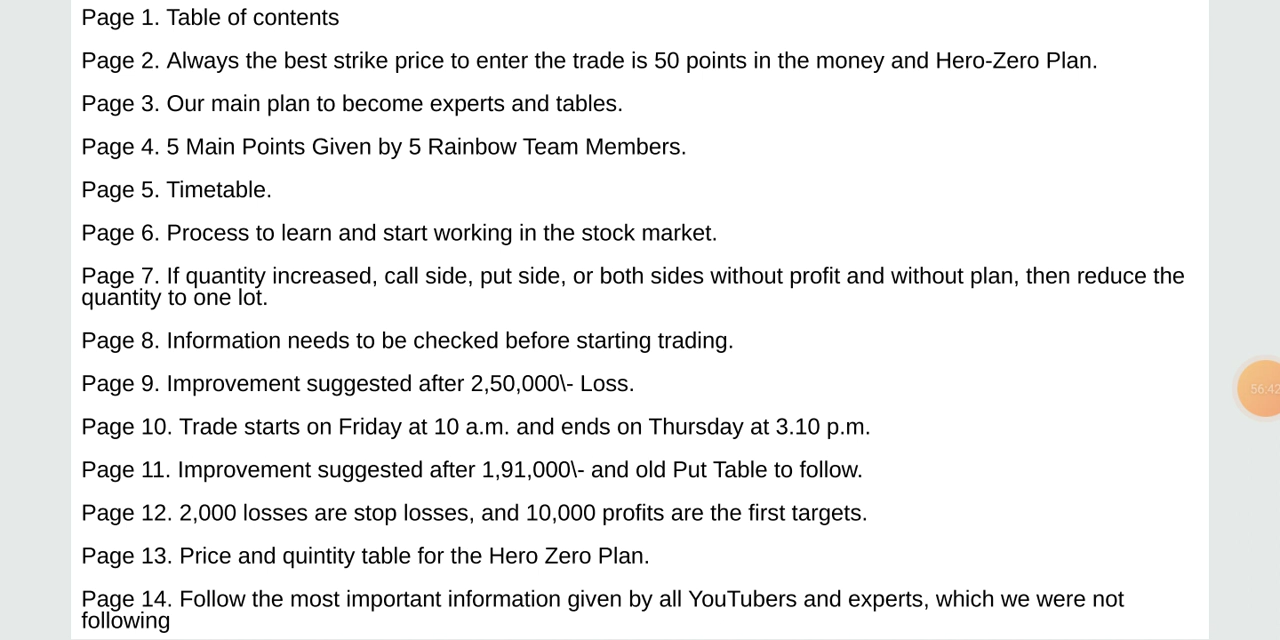 Page 1. Table of contents
Page 2. Always the best strike price to enter the trade is 50 points in the money and Hero-Zero Plan.
Page 3. Our main plan to become experts and tables.
Page 4. 5 Main Points Given by 5 Rainbow Team Members.
Page 5. Timetable.
Page 6. Process to learn and start working in the stock market.
Page 7. If quantity increased, call side, put side, or both sides without profit and without plan, then reduce the
quantity to one lot.
Page 8. Information needs to be checked before starting trading.
Page 9. Improvement suggested after 2,50,000\- Loss.
Page 10. Trade starts on Friday at 10 a.m. and ends on Thursday at 3.10 p.m.
Page 11. Improvement suggested after 1,91,000\- and old Put Table to follow.
Page 12. 2,000 losses are stop losses, and 10,000 profits are the first targets.
Page 13. Price and quintity table for the Hero Zero Plan.
Page 14. Follow the most important information given by all YouTubers and experts, which we were not
following
56:42